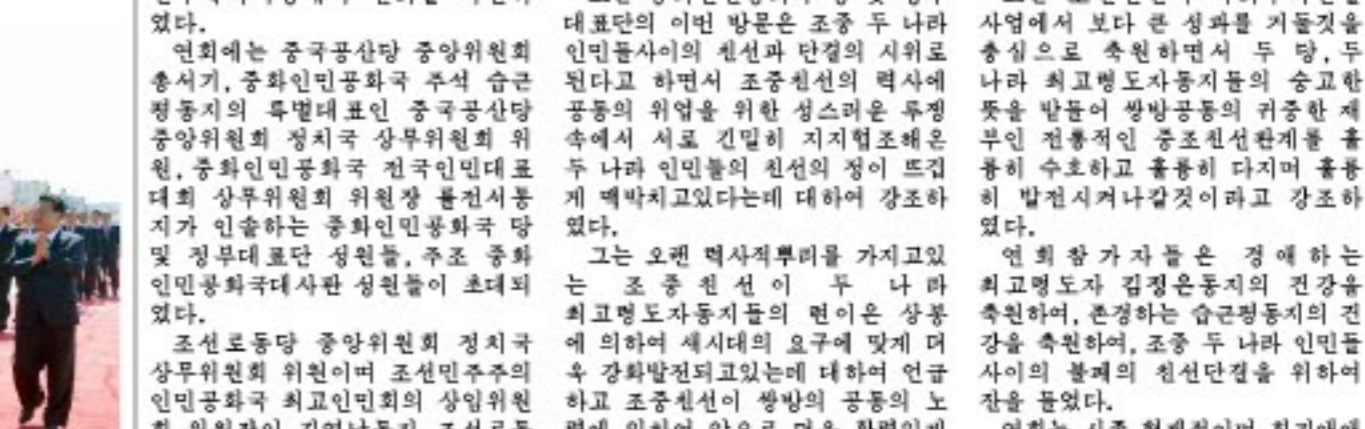 였다.
연회에는 중국공산당 중앙위원회
총서기, 중화인민공화국 주석 습근
평동지의 특별대표인 중국공산당
중앙위원회 정치국 상무위원회 위
원, 중화인민공화국 전국인민대표
대회 상무위원회 위원장 률전서동
지가 인솔하는 중화인민공화국 당
및 정부대표단 성원들, 주조 중화
인민공화국대사관 성원들이 초대되
였다.
조선로동당 중앙위원회 정치국
상무위원회 위원이며 조선민주주의
인민공화국 최고인민회의 상임위원
대표단의 이번 방문은 조중 두 나라
인민들사이의 친선과 단결의 시위로
된다고 하면서 조중친선의 력사에
공동의 위업을 위한 성스러운 투쟁
속에서 서로 긴밀히 지지협조해온
두 나라 인민들의 친선의 정이 뜨겁
게 맥박치고있다는데 대하여 강조하
였다.
그는 오랜 력사적뿌리를 가지고있
는 조중친선이 두 나라
최고령도자동지들의 련이은 상봉
에 의하여 새시대의 요구에 맞게 더
욱 강화발전되고있는데 대하여 언급
하고 조중친선이 쌍방의 공동의 노
사업에서 보다 큰 성과를 거둘것을
충심으로 축원하면서 두 당, 두
나라 최고령도자동지들의 숭고한
뜻을 받들어 쌍방공동의 귀중한 재
부인 전통적인 중조친선관계를 훌
륭히 수호하고 훌륭히 다지며 훌륭
히 발전시켜나갈것이라고 강조하
였다.
연회참가자들은 경애하는
최고령도자 김정은동지의 건강을
축원하여, 존경하는 습근평동지의 건
강을 축원하여, 조중 두 나라 인민들
사이의 불패의 친선단결을 위하여
잔을 들었다.